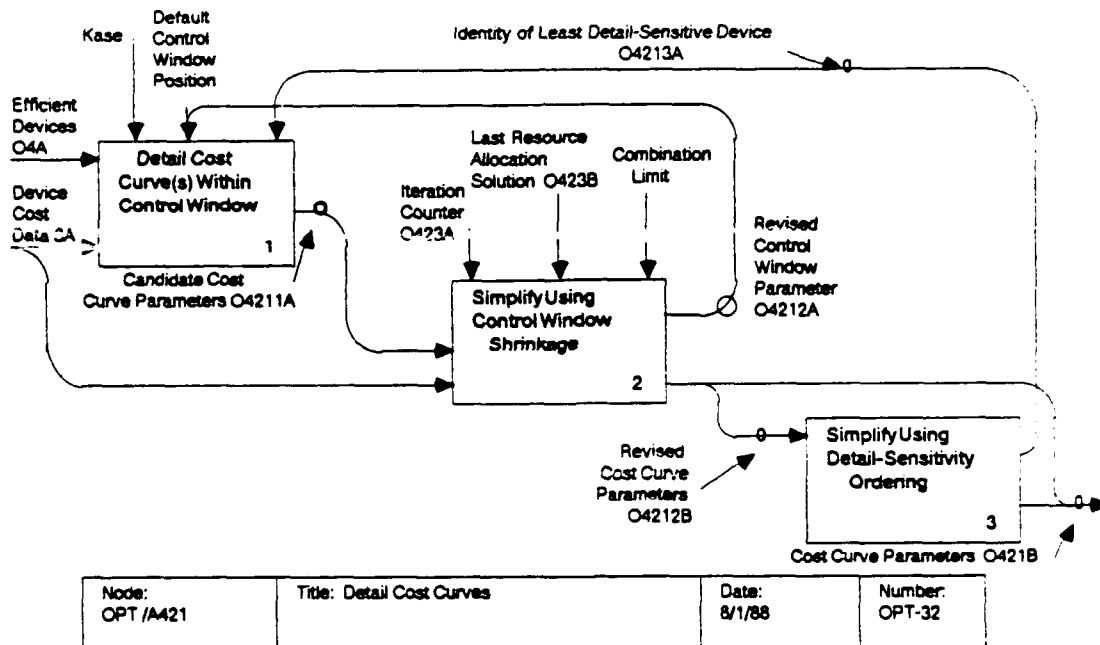 Kase
Default
Control
Window
Position
Identity of Least Detail-Sensitive Device
O4213A
Efficient
Devices
O4A
Detail Cost
Curve(s) Within
Control Window
1
Device
Cost
Data
Candidate Cost
Curve Parameters O4211A
Iteration
Counter
O423A
Last Resource
Allocation
Solution O423B
Combination
Limit
Revised
Control
Window
Parameter
O4212A
Simplify Using
Control Window
Shrinkage
2
Revised
Cost Curve
Parameters
O4212B
Simplify Using
Detail-Sensitivity
Ordering
3
Cost Curve Parameters O421B
Node:
OPT /A421
Title: Detail Cost Curves
Date:
8/1/88
Number:
OPT-32